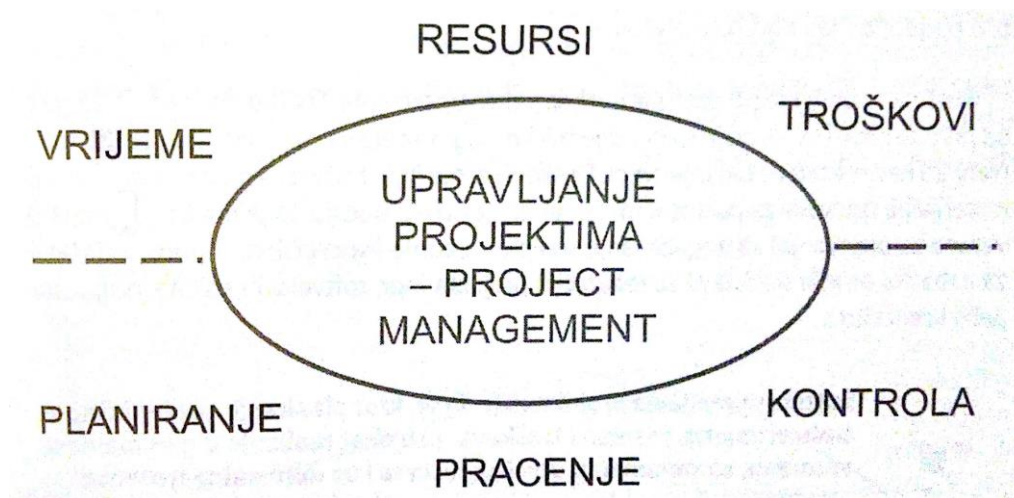 RESURSI
VRIJEME
TROŠKOVI
UPRAVLJANJE
PROJEKTIMA
– PROJECT
MANAGEMENT
PLANIRANJE
KONTROLA
PRACENJE